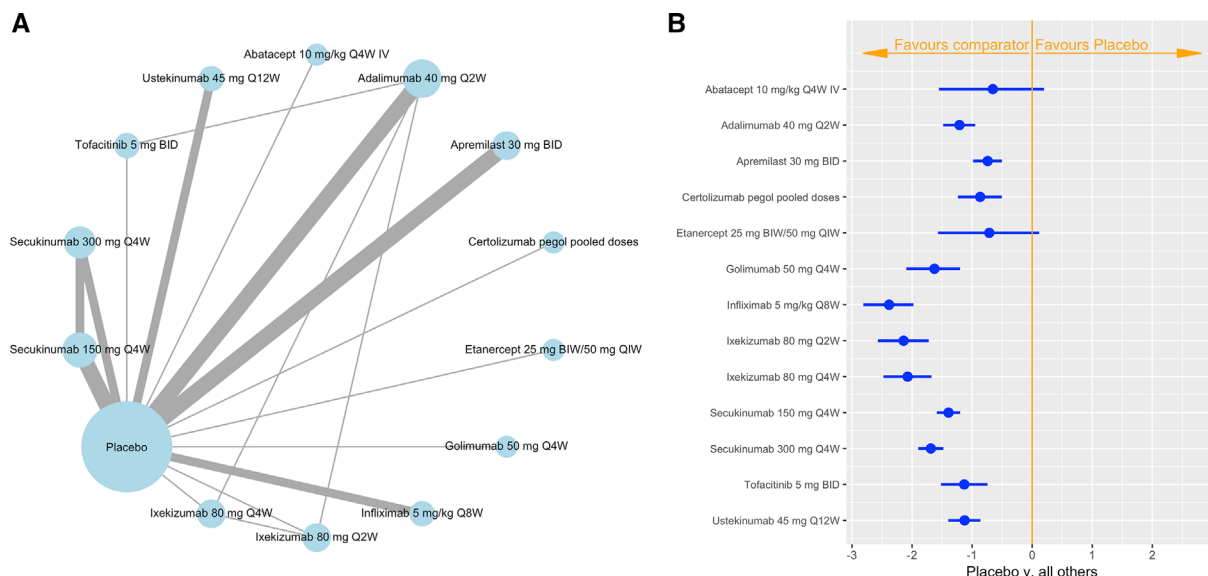 A
Abatacept 10 mg/kg Q4W IV
Ustekinumab 45 mg Q12W
Adalimumab 40 mg Q2W
Tofacitinib 5 mg BID
Apremilast 30 mg BID
Secukinumab 300 mg Q4W
Certolizumab pegol pooled doses
Secukinumab 150 mg Q4W
Etanercept 25 mg BIW/50 mg QIW
Placebo
Golimumab 50 mg Q4W
Ixekizumab 80 mg Q4W
Infliximab 5 mg/kg Q8W
Ixekizumab 80 mg Q2W
B
Favours comparator
Favours Placebo
Abatacept 10 mg/kg Q4W IV
Adalimumab 40 mg Q2W
Apremilast 30 mg BID
Certolizumab pegol pooled doses
Etanercept 25 mg BIW/50 mg QIW
Golimumab 50 mg Q4W
Infliximab 5 mg/kg Q8W
Ixekizumab 80 mg Q2W
Ixekizumab 80 mg Q4W
Secukinumab 150 mg Q4W
Secukinumab 300 mg Q4W
Tofacitinib 5 mg BID
Ustekinumab 45 mg Q12W
-3 -2 -1 0 1 2
Placebo v. all others